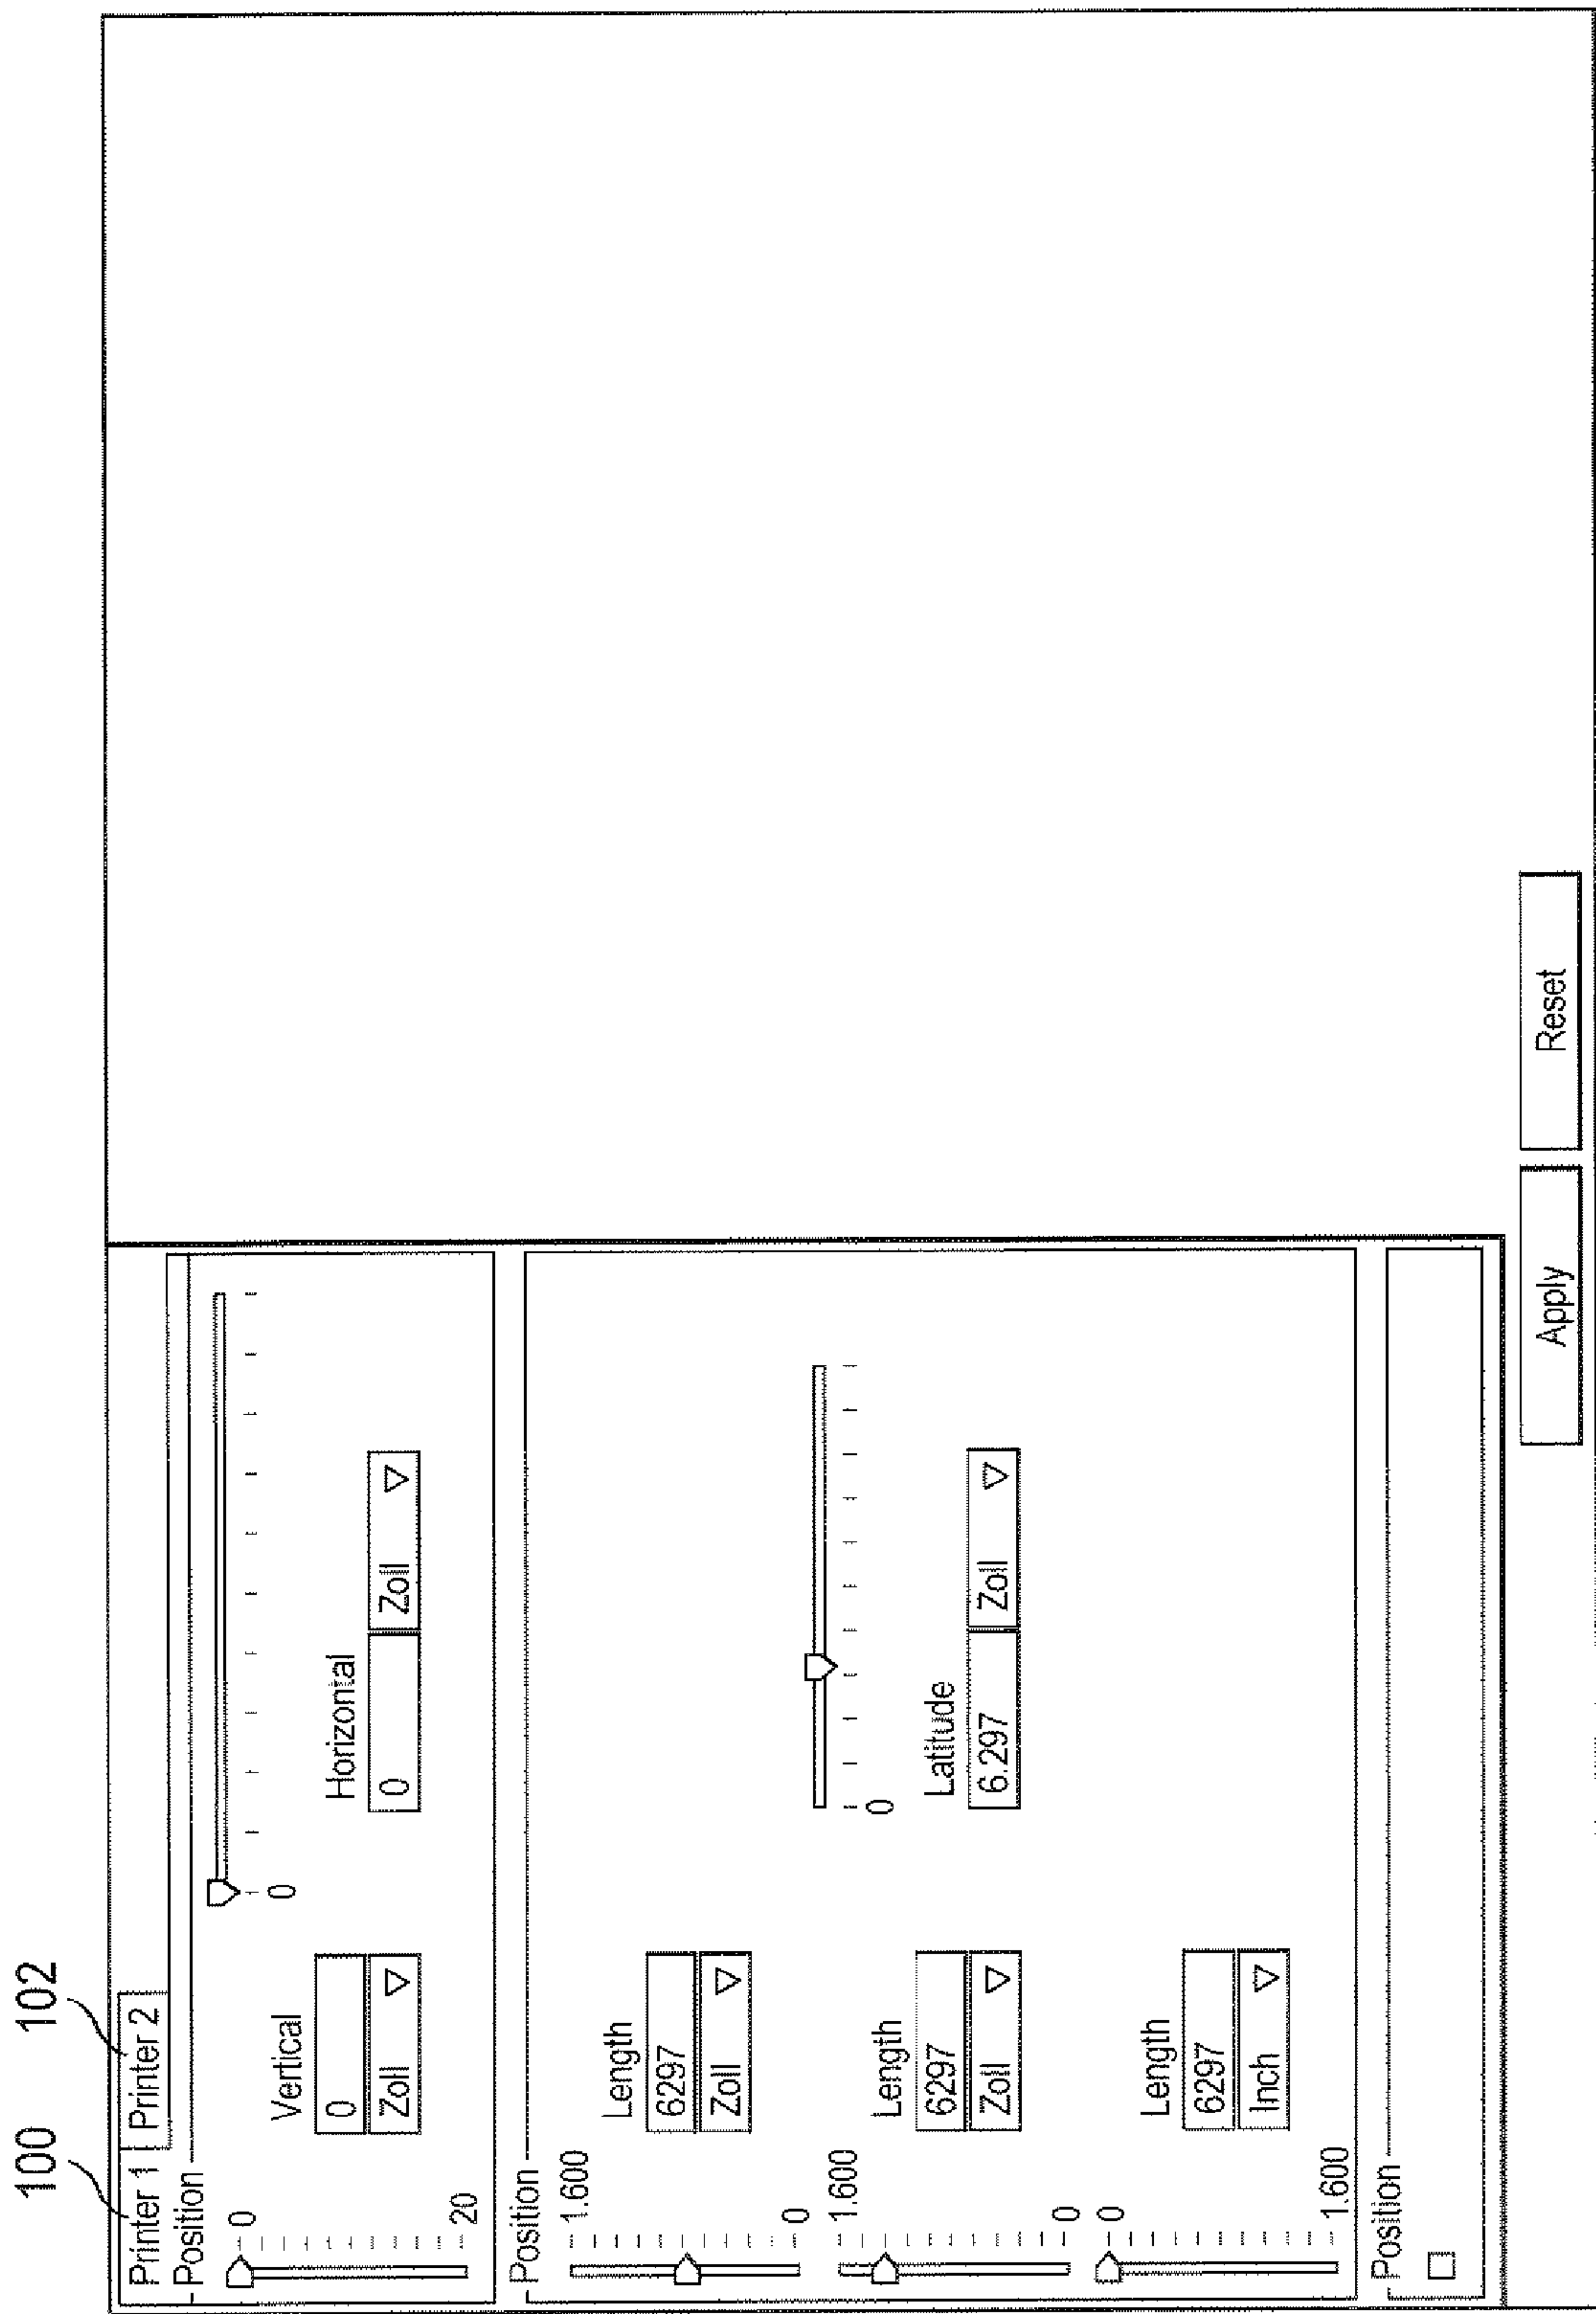 100 102
Printer 1 Printer 2
Position
0
20
Vertical
0
Zoll
0
Horizontal
0 Zoll
Position
1.600
0
Length
6297
Zoll
1.600
0
Length
6297
Zoll
0
1.600
Length
6297
Inch
0
Latitude
6.297 Zoll
Position
Apply Reset